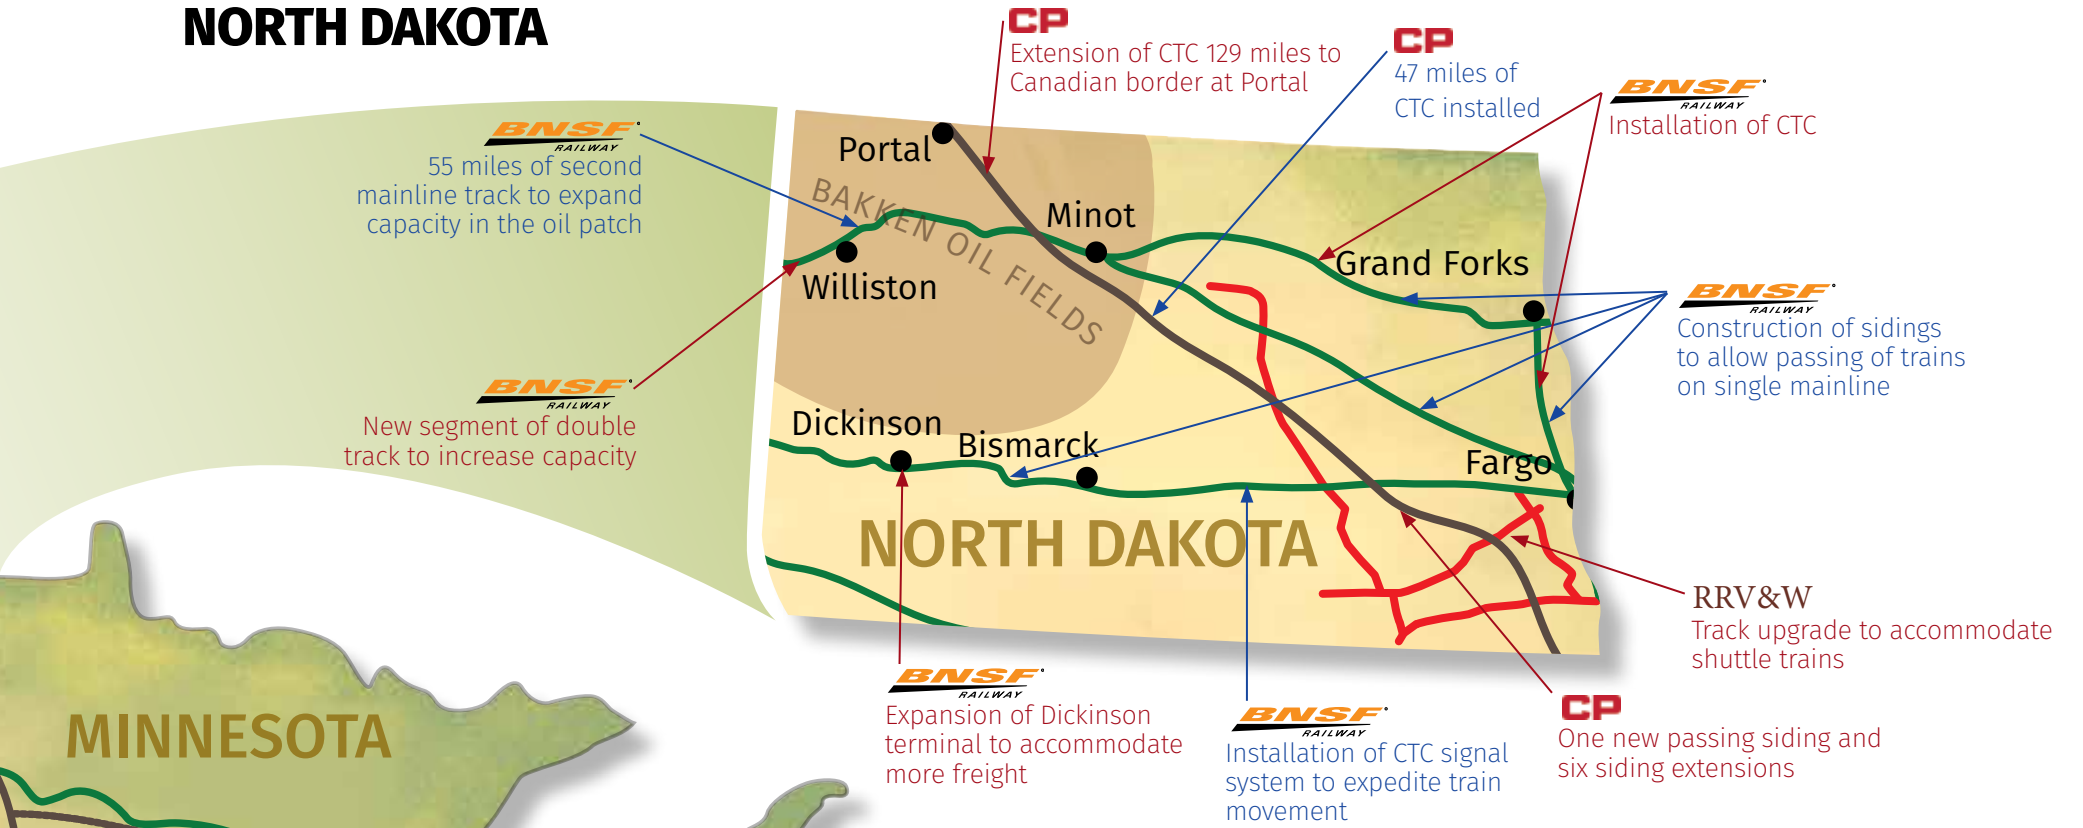 NORTH DAKOTA
CP
Extension of CTC 129 miles to
Canadian border at Portal
CP
47 miles of
CTC installed
BNSF
RAILWAY
Installation of CTC
BNSF
RAILWAY
55 miles of second
mainline track to expand
capacity in the oil patch
Portal
BAKKEN OIL FIELDS
Minot
Williston
Grand Forks
BNSF
RAILWAY
Construction of sidings
to allow passing of trains
on single mainline
BNSF
RAILWAY
New segment of double
track to increase capacity
Dickinson
Bismarck
Fargo
NORTH DAKOTA
RRV&W
Track upgrade to accommodate
shuttle trains
BNSF
RAILWAY
Expansion of Dickinson
terminal to accommodate
more freight
BNSF
RAILWAY
Installation of CTC signal
system to expedite train
movement
CP
One new passing siding and
six siding extensions
MINNESOTA